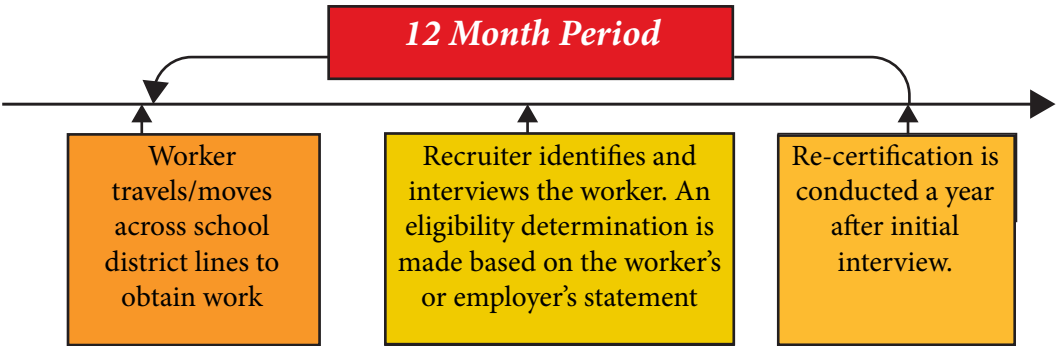 12 Month Period
Worker
travels/moves
across school
district lines to
obtain work
Recruiter identifies and
interviews the worker. An
eligibility determination is
made based on the worker’s
or employer’s statement
Re-certification is
conducted a year
after initial
interview.